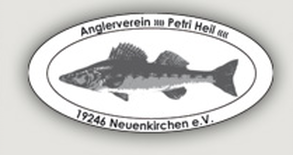 Anglerverein »» Petri Heil ««
19246 Neuenkirchen e.V.